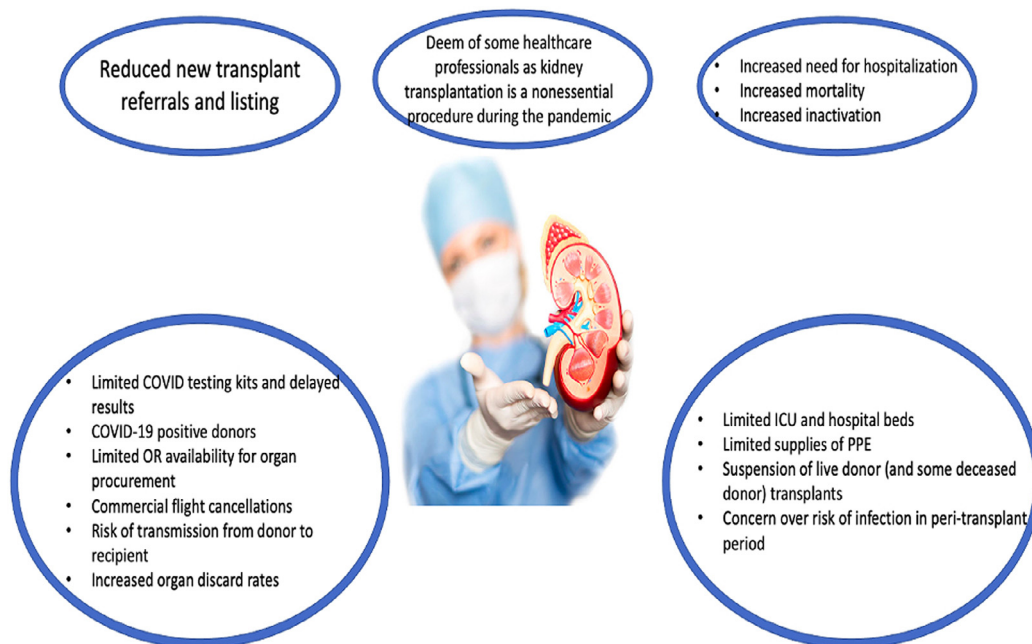 Reduced new transplant
referrals and listing
Deem of some healthcare
professionals as kidney
transplantation is a nonessential
procedure during the pandemic
• Increased need for hospitalization
• Increased mortality
• Increased inactivation
• Limited COVID testing kits and delayed
results
• COVID-19 positive donors
• Limited OR availability for organ
procurement
• Commercial flight cancellations
• Risk of transmission from donor to
recipient
• Increased organ discard rates
• Limited ICU and hospital beds
• Limited supplies of PPE
• Suspension of live donor (and some deceased
donor) transplants
• Concern over risk of infection in peri-transplant
period